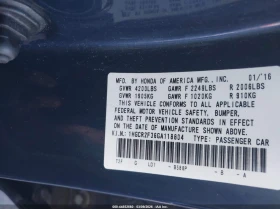 MFD. BY HONDA OF AMERICA MFG., INC. 01/'16
GVWR 4200LBS GAWR F 2249LBS R 2006LBS
GVWR 1905KG GAWR F 1020KG R 910KG
THIS VEHICLE CONFORMS TO ALL APPLICABLE
FEDERAL MOTOR VEHICLE SAFETY, BUMPER,
AND THEFT PREVENTION STANDARDS IN EFFECT
ON THE DATE OF MANUFACTURE SHOWN ABOVE.
V.I.N.: 1HGCR2F36GA118604 TYPE: PASSENGER CAR